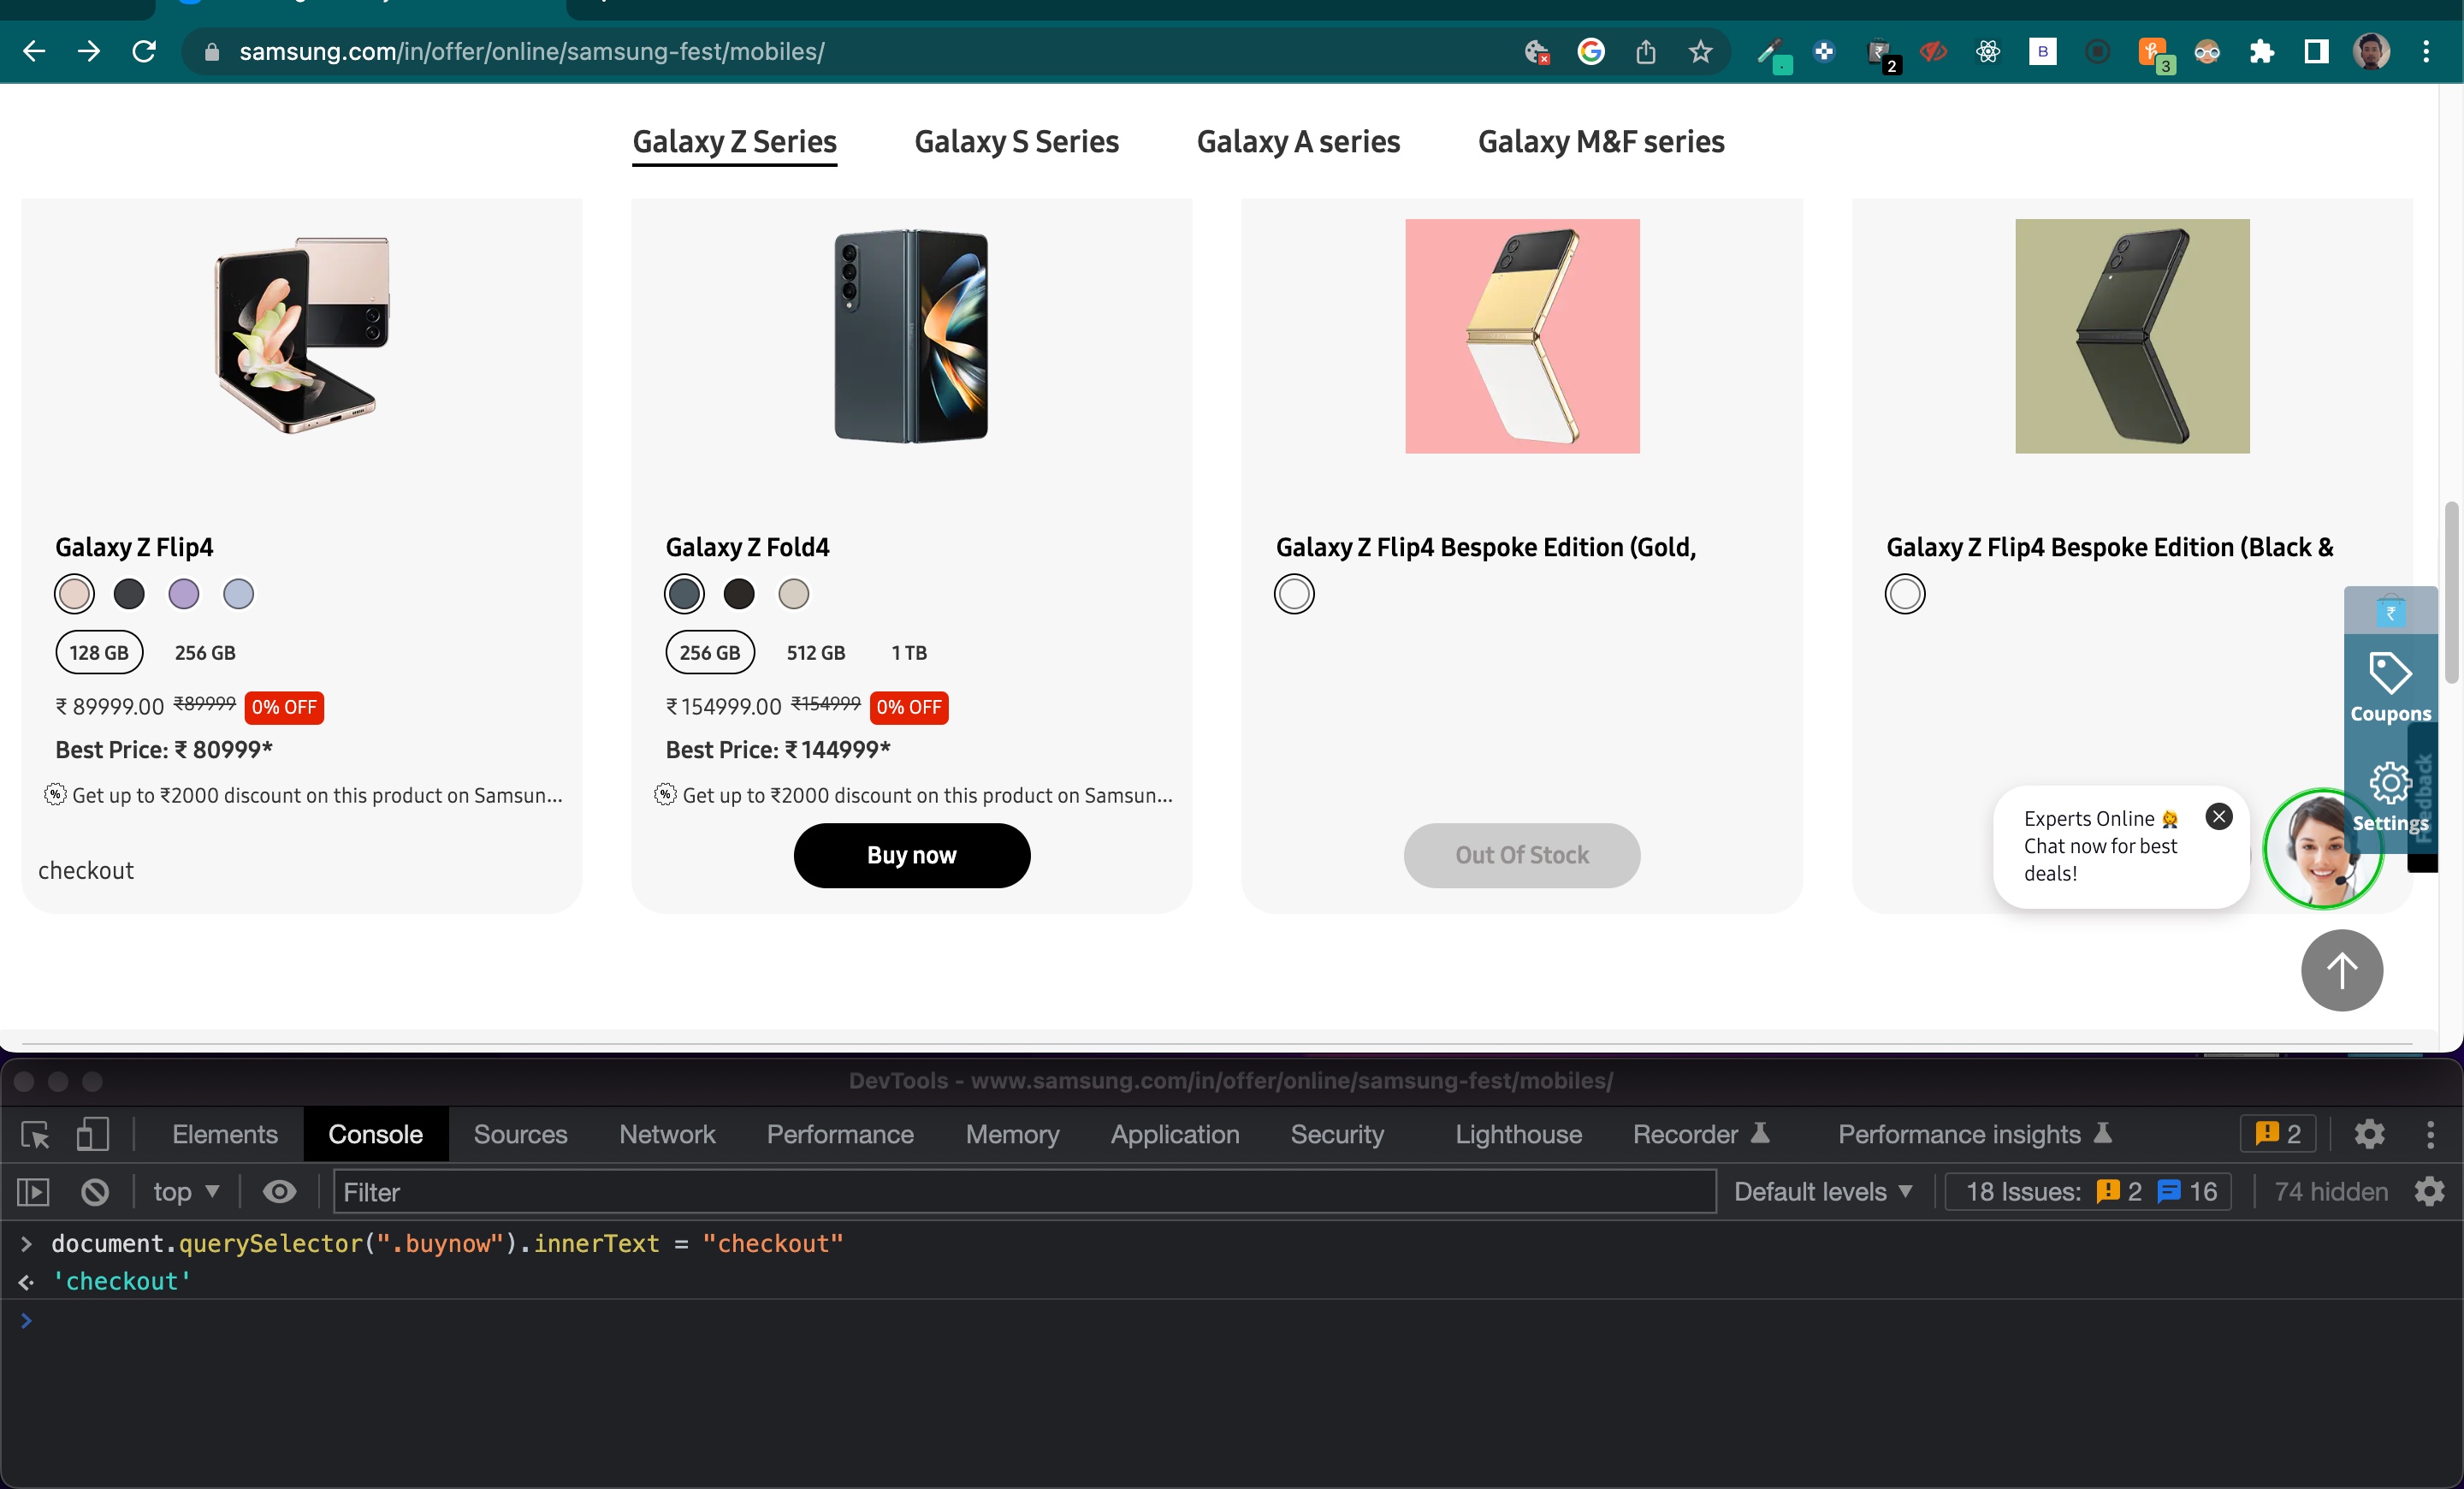 samsung.com/in/offer/online/samsung-fest/mobiles/
B
2
3
Galaxy Z Series Galaxy S Series Galaxy A series Galaxy M&F series
Galaxy Z Flip4
128 GB 256 GB
₹ 89999.00 ₹89999 0% OFF
Best Price: ₹ 80999*
Get up to ₹2000 discount on this product on Samsun...
checkout
Galaxy Z Fold4
256 GB 512 GB 1 TB
₹ 154999.00 ₹154999 0% OFF
Best Price: ₹ 144999*
Get up to ₹2000 discount on this product on Samsun...
Buy now
Galaxy Z Flip4 Bespoke Edition (Gold,
Out Of Stock
Galaxy Z Flip4 Bespoke Edition (Black &
₹
Coupons
Settings
Feedback
Experts Online
Chat now for best
deals!
DevTools - www.samsung.com/in/offer/online/samsung-fest/mobiles/
Elements Console Sources Network Performance Memory Application Security Lighthouse Recorder Performance insights 2
top Filter Default levels 18 Issues: 2 16 74 hidden
> document.querySelector(".buynow").innerText = "checkout"
'checkout'
>